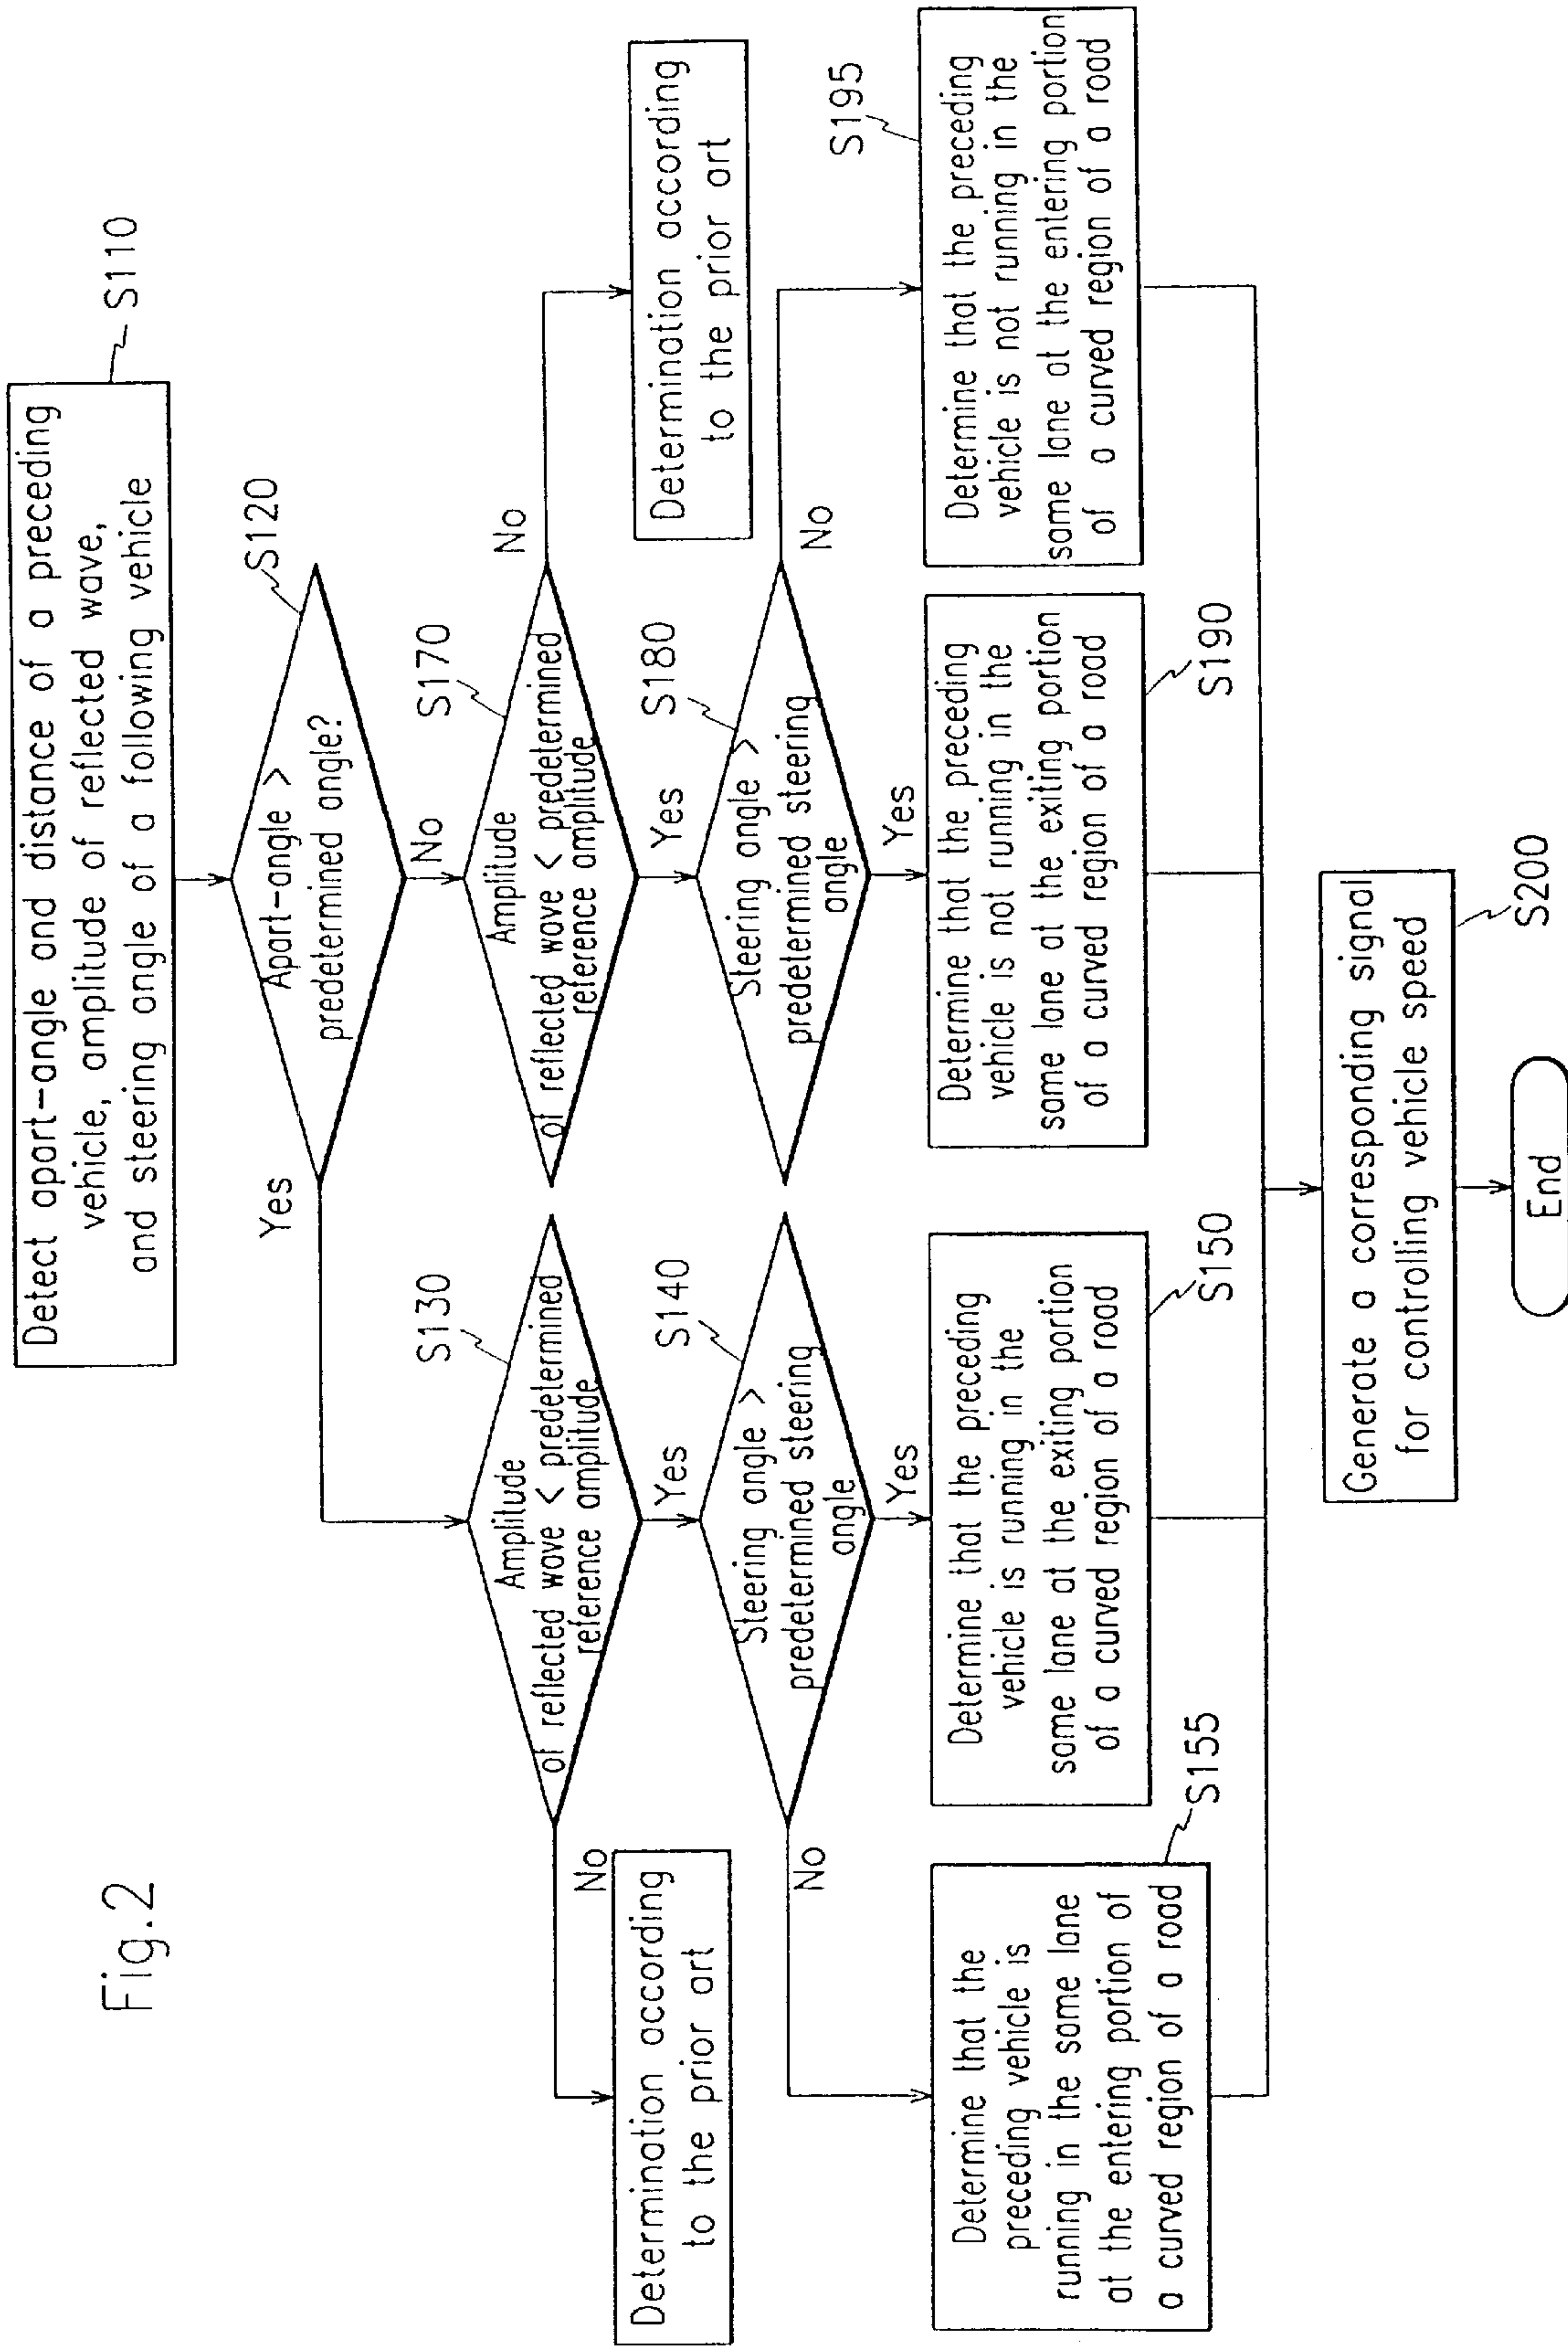 Fig.2
Detect apart-angle and distance of a preceding
vehicle, amplitude of reflected wave,
and steering angle of a following vehicle
S110
S120
Apart-angle >
predetermined angle?
Yes
No
S130
Amplitude
of reflected wave < predetermined
reference amplitude
No
Yes
Determination according
to the prior art
S140
Steering angle >
predetermined steering
angle
No
Yes
S170
Amplitude
of reflected wave < predetermined
reference amplitude
No
Yes
Determination according
to the prior art
S180
Steering angle >
predetermined steering
angle
No
Yes
Determine that the
preceding vehicle is
running in the same lane
at the entering portion of
a curved region of a road
S155
Determine that the preceding
vehicle is running in the
same lane at the exiting portion
of a curved region of a road
S150
Determine that the preceding
vehicle is not running in the
same lane at the exiting portion
of a curved region of a road
S190
Determine that the preceding
vehicle is not running in the
same lane at the entering portion
of a curved region of a road
S195
Generate a corresponding signal
for controlling vehicle speed
S200
End